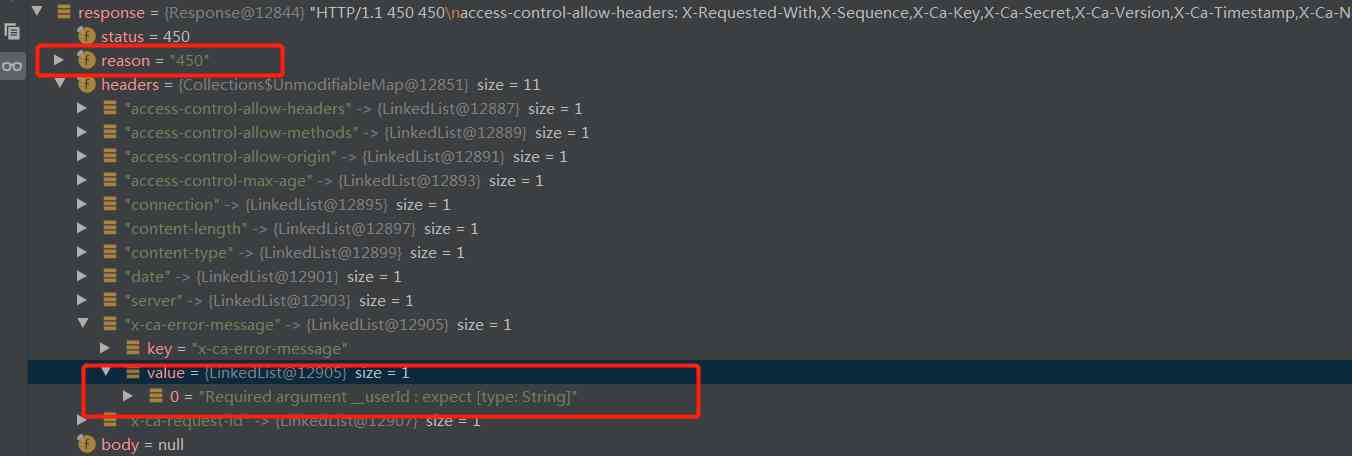 response = {Response@12844} "HTTP/1.1 450 450\naccess-control-allow-headers: X-Requested-With,X-Sequence,X-Ca-Key,X-Ca-Secret,X-Ca-Version,X-Ca-Timestamp,X-Ca-N
status = 450
reason = "450"
headers = {Collections$UnmodifiableMap@12851} size = 11
"access-control-allow-headers" -> {LinkedList@12887} size = 1
"access-control-allow-methods" -> {LinkedList@12889} size = 1
"access-control-allow-origin" -> {LinkedList@12891} size = 1
"access-control-max-age" -> {LinkedList@12893} size = 1
"connection" -> {LinkedList@12895} size = 1
"content-length" -> {LinkedList@12897} size = 1
"content-type" -> {LinkedList@12899} size = 1
"date" -> {LinkedList@12901} size = 1
"server" -> {LinkedList@12903} size = 1
"x-ca-error-message" -> {LinkedList@12905} size = 1
key = "x-ca-error-message"
value = {LinkedList@12905} size = 1
0 = "Required argument __userId : expect [type: String]"
"x-ca-request-id" -> {LinkedList@12907} size = 1
body = null